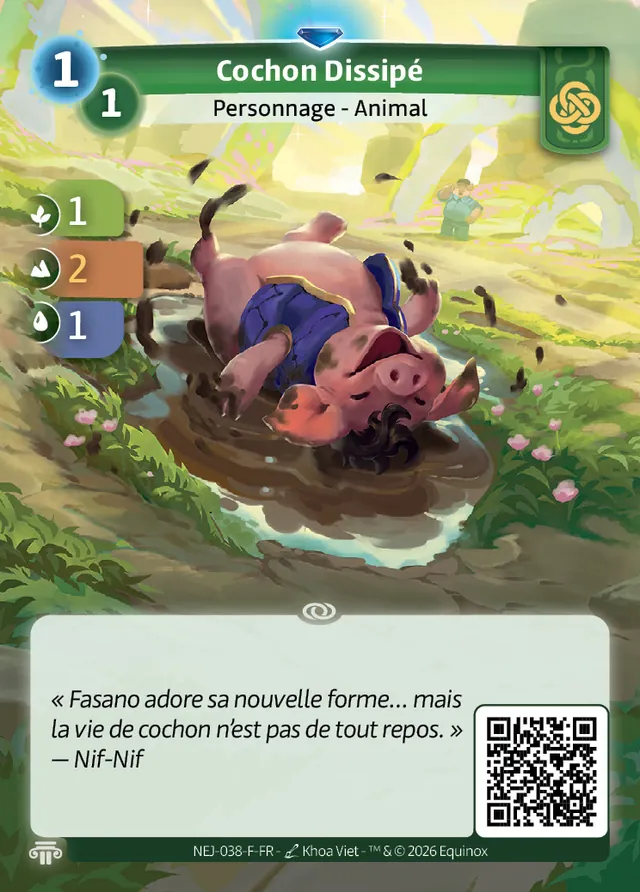 1
Cochon Dissipé
1
Personnage - Animal
1
2
1
« Fasano adore sa nouvelle forme... mais
la vie de cochon n'est pas de tout repos. »
— Nif-Nif
NEJ-038-F-FR - Khoa Viet - ™ & © 2026 Equinox